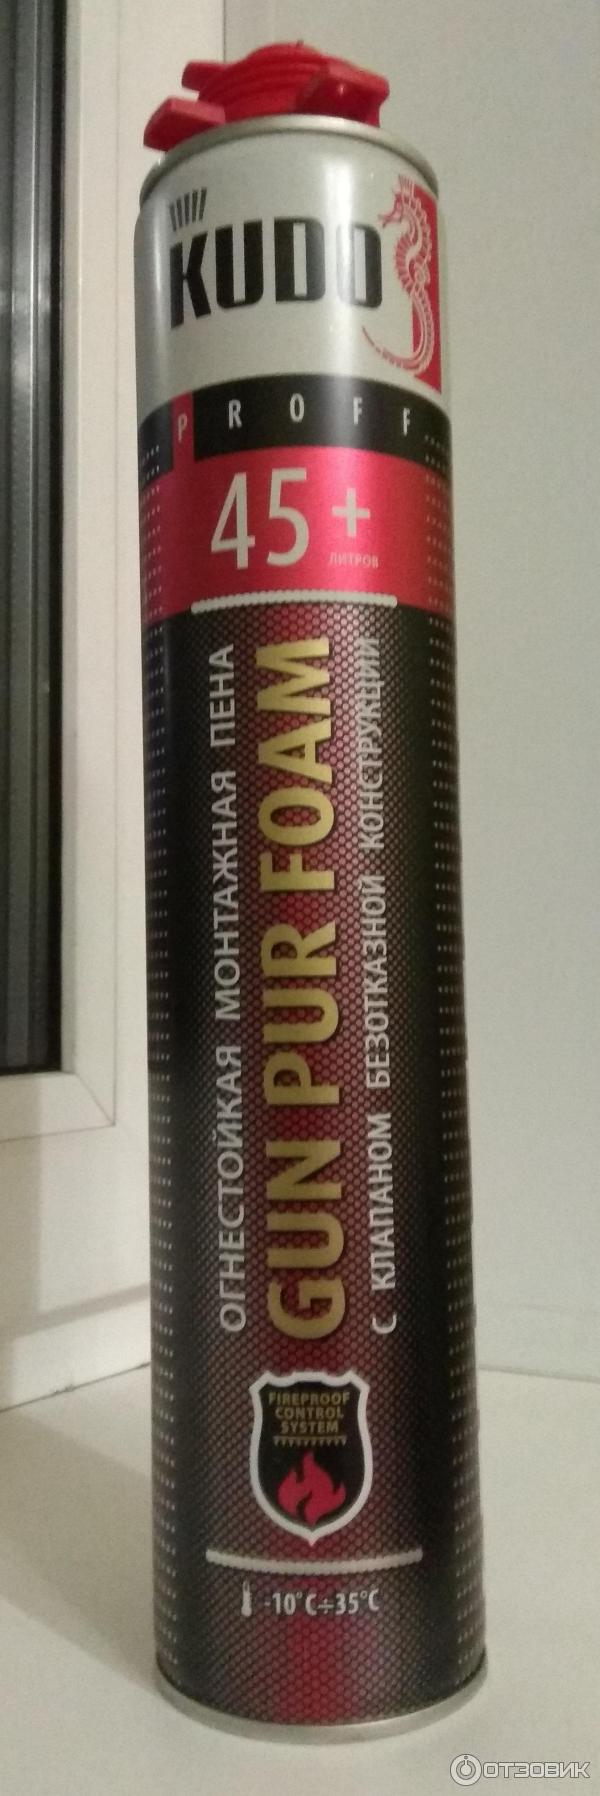 KUDO
PROFF
45+
ЛИТРОВ
ОГНЕСТОЙКАЯ МОНТАЖНАЯ ПЕНА
GUN PUR FOAM
С КЛАПАНОМ БЕЗОТКАЗНОЙ КОНСТРУКЦИИ
FIREPROOF
CONTROL
SYSTEM
-10°C÷35°C
ОТЗОВИК